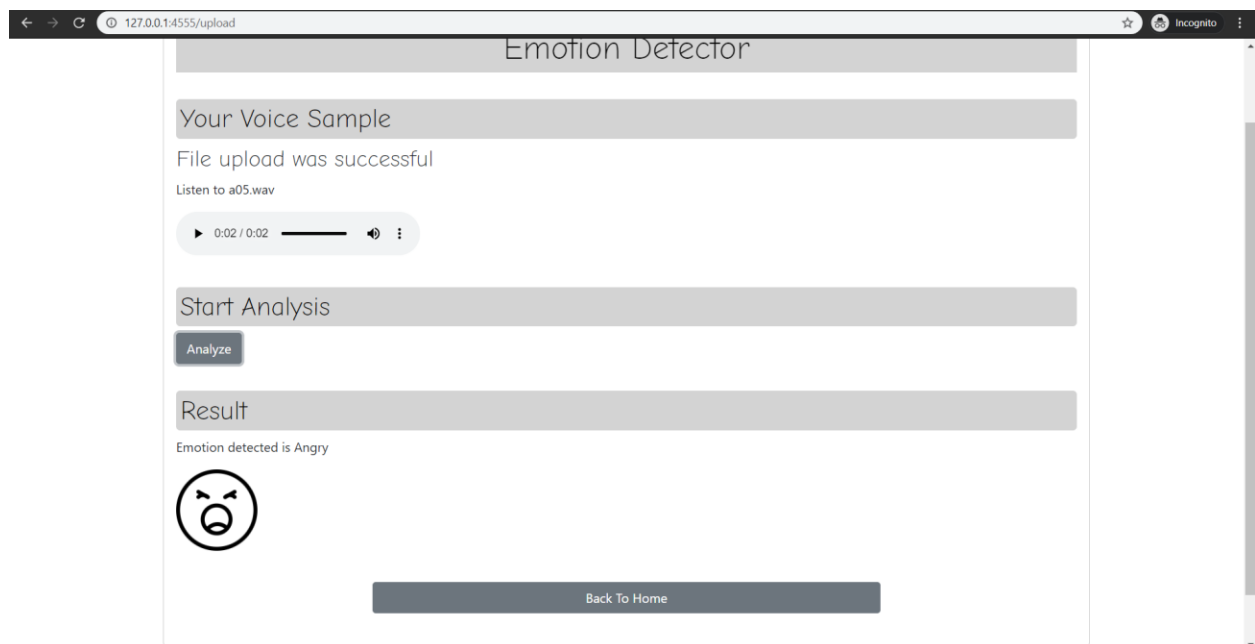 127.0.0.1:4555/upload
Incognito
Emotion Detector
Your Voice Sample
File upload was successful
Listen to a05.wav
0:02 / 0:02
Start Analysis
Analyze
Result
Emotion detected is Angry
Back To Home